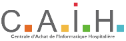 C.A.I.H.
Centrale d'Achat de l'Informatique Hospitalière